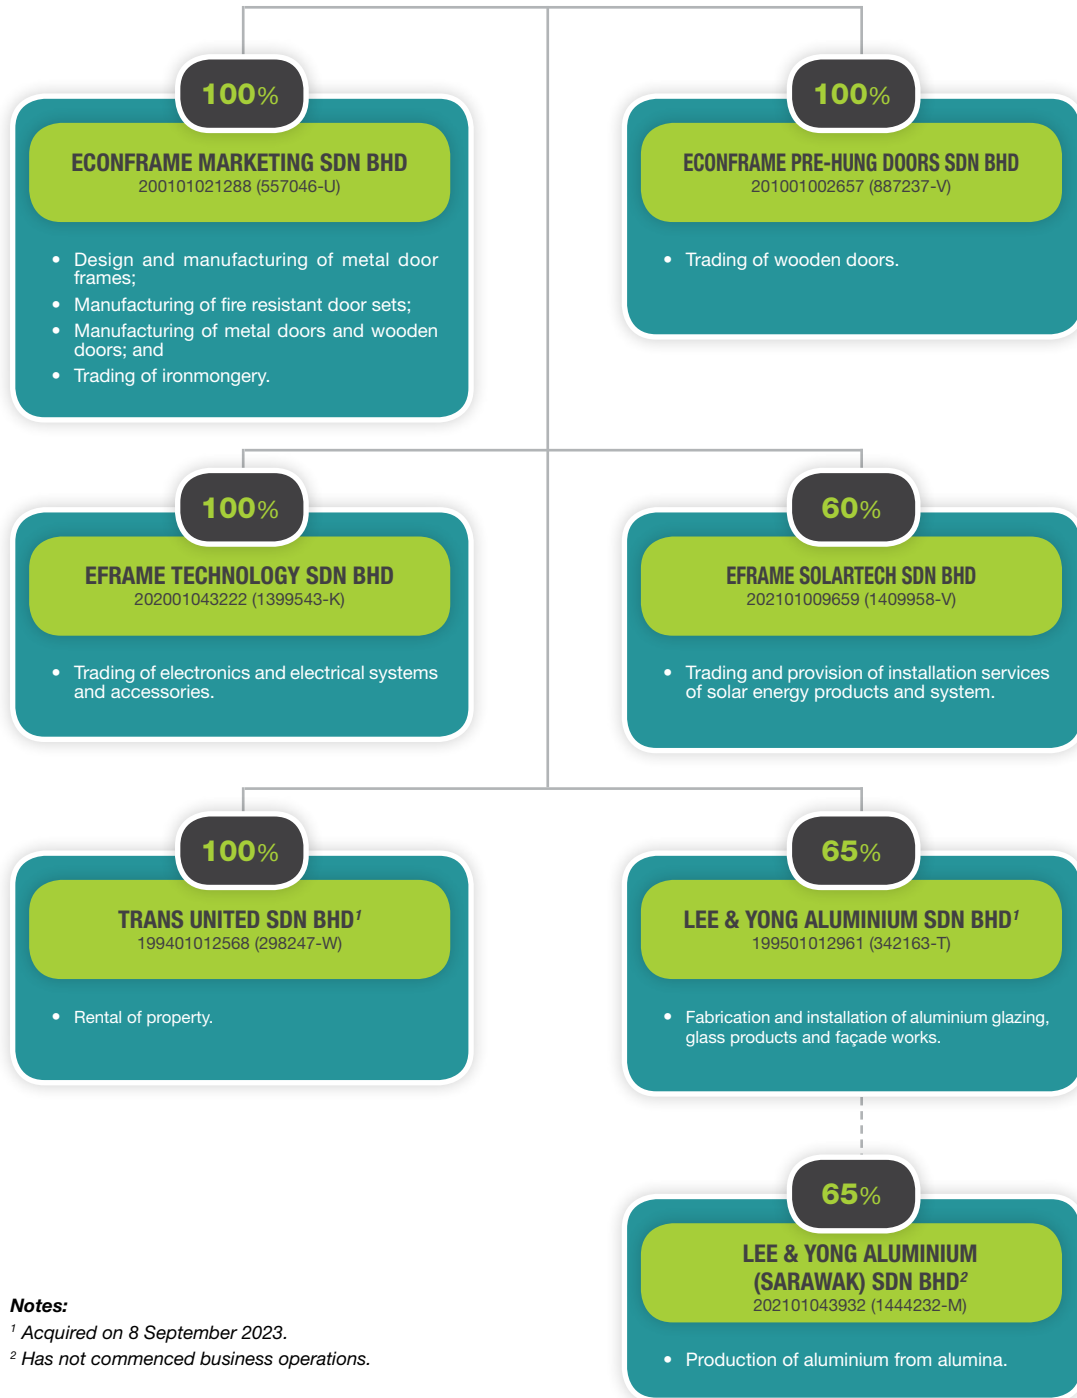 100%
ECONFRAME MARKETING SDN BHD
200101021288 (557046-U)
• Design and manufacturing of metal door
frames;
• Manufacturing of fire resistant door sets;
• Manufacturing of metal doors and wooden
doors; and
• Trading of ironmongery.
100%
ECONFRAME PRE-HUNG DOORS SDN BHD
201001002657 (887237-V)
• Trading of wooden doors.
100%
EFRAME TECHNOLOGY SDN BHD
202001043222 (1399543-K)
• Trading of electronics and electrical systems
and accessories.
60%
EFRAME SOLARTECH SDN BHD
202101009659 (1409958-V)
• Trading and provision of installation services
of solar energy products and system.
100%
TRANS UNITED SDN BHD¹
199401012568 (298247-W)
• Rental of property.
65%
LEE & YONG ALUMINIUM SDN BHD¹
199501012961 (342163-T)
• Fabrication and installation of aluminium glazing,
glass products and façade works.
65%
LEE & YONG ALUMINIUM
(SARAWAK) SDN BHD²
202101043932 (1444232-M)
• Production of aluminium from alumina.
Notes:
¹ Acquired on 8 September 2023.
² Has not commenced business operations.